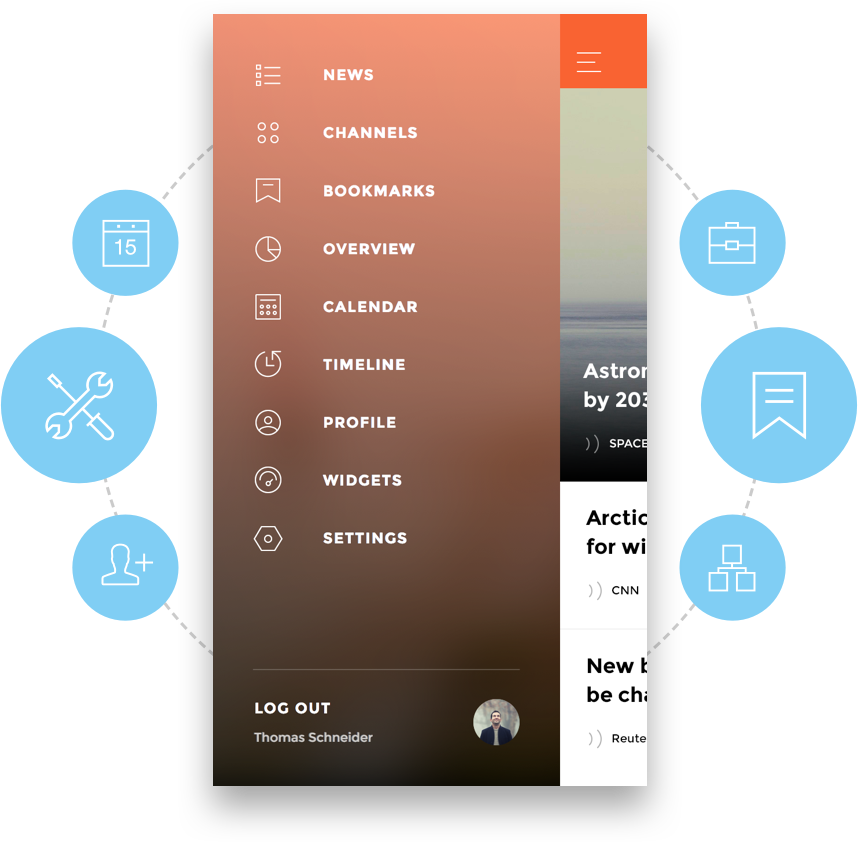 NEWS
CHANNELS
BOOKMARKS
OVERVIEW
CALENDAR
TIMELINE
PROFILE
WIDGETS
SETTINGS
LOG OUT
Thomas Schneider
15
Astron
by 203
SPACE
Arctic
for wi
CNN
New b
be cha
Reute